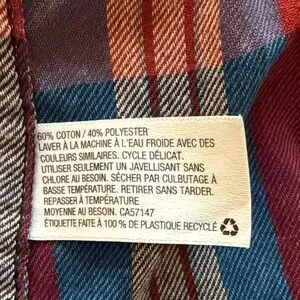 60% COTON / 40% POLYESTER
LAVER À LA MACHINE À L'EAU FROIDE AVEC DES
COULEURS SIMILAIRES. CYCLE DÉLICAT.
UTILISER SEULEMENT UN JAVELLISANT SANS
CHLORE AU BESOIN. SÉCHER PAR CULBUTAGE À
BASSE TEMPÉRATURE. RETIRER SANS TARDER.
REPASSER À TEMPÉRATURE
MOYENNE AU BESOIN. CA57147
ÉTIQUETTE FAITE À 100 % DE PLASTIQUE RECYCLÉ